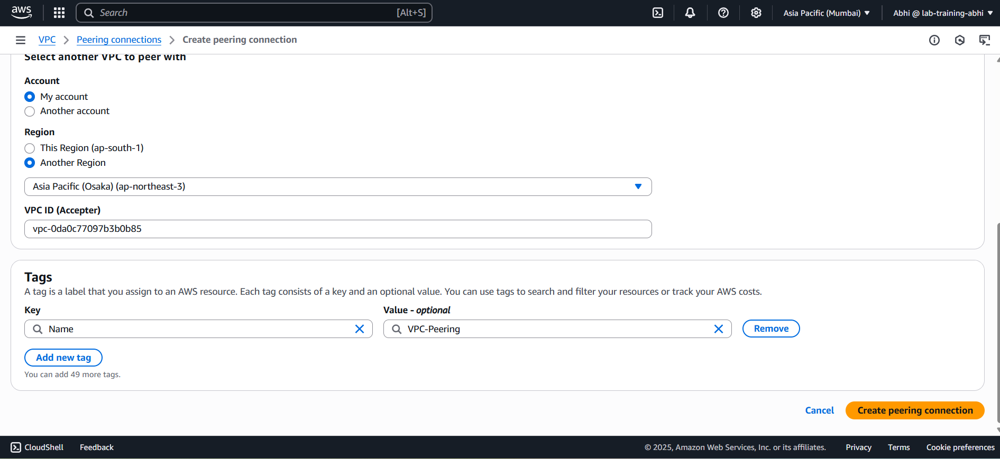 aws
Search [Alt+S] Asia Pacific (Mumbai) Abhi @ lab-training-abhi
VPC Peering connections Create peering connection
Select another VPC to peer with
Account
My account
Another account
Region
This Region (ap-south-1)
Another Region
Asia Pacific (Osaka) (ap-northeast-3)
VPC ID (Accepter)
vpc-0da0c77097b3b0b85
Tags
A tag is a label that you assign to an AWS resource. Each tag consists of a key and an optional value. You can use tags to search and filter your resources or track your AWS costs.
Key Value - optional
Name VPC-Peering Remove
Add new tag
You can add 49 more tags.
Cancel Create peering connection
CloudShell Feedback © 2025, Amazon Web Services, Inc. or its affiliates. Privacy Terms Cookie preferences